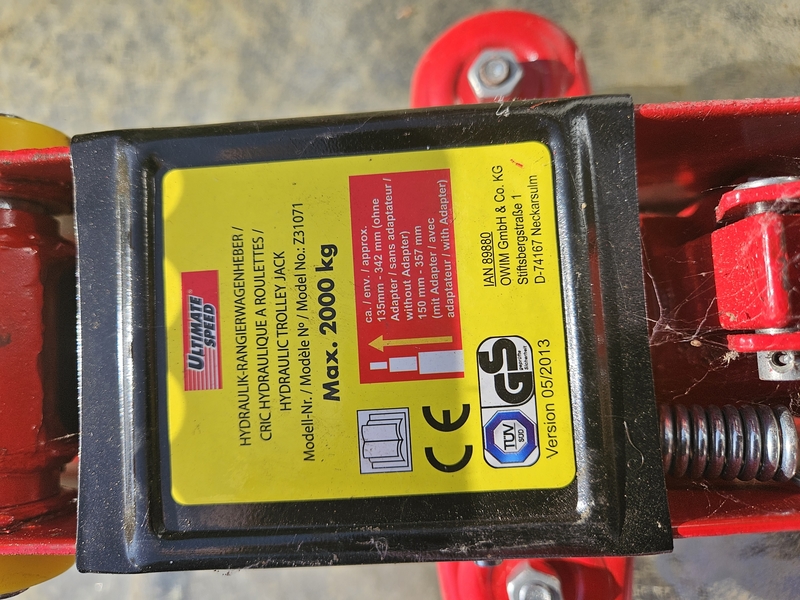 ULTIMATE
SPEED®
HYDRAULIK-RANGIERWAGENHEBER /
CRIC HYDRAULIQUE A ROULETTES /
HYDRAULIC TROLLEY JACK
Modell-Nr. / Modèle Nº / Model No.: Z31071
Max. 2000 kg
ca. / env. / approx.
135mm - 342 mm (ohne
Adapter / sans adaptateur /
without Adapter)
150 mm - 357 mm
(mit Adapter / avec
adaptateur / with Adapter)
CE
TÜV
SÜD
GS
geprüfte
Sicherheit
IAN 89880
OWIM GmbH & Co. KG
Stiftsbergstraße 1
D-74167 Neckarsulm
Version 05/2013